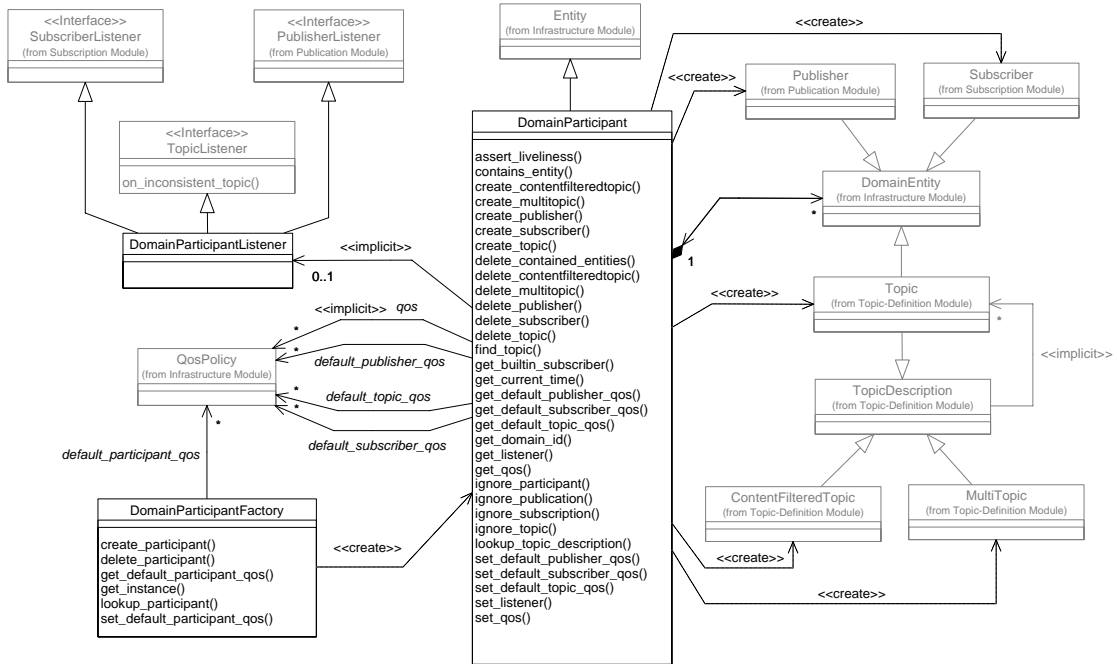 <<Interface>>
SubscriberListener
(from Subscription Module)
<<Interface>>
PublisherListener
(from Publication Module)
<<Interface>>
TopicListener
on_inconsistent_topic()
DomainParticipantListener
<<implicit>>
0..1
<<implicit>> qos
*
QosPolicy
(from Infrastructure Module)
*
default_publisher_qos
*
default_topic_qos
*
default_subscriber_qos
*
default_participant_qos
DomainParticipantFactory
create_participant()
delete_participant()
get_default_participant_qos()
get_instance()
lookup_participant()
set_default_participant_qos()
<<create>>
Entity
(from Infrastructure Module)
DomainParticipant
assert_liveliness()
contains_entity()
create_contentfilteredtopic()
create_multitopic()
create_publisher()
create_subscriber()
create_topic()
delete_contained_entities()
delete_contentfilteredtopic()
delete_multitopic()
delete_publisher()
delete_subscriber()
delete_topic()
find_topic()
get_builtin_subscriber()
get_current_time()
get_default_publisher_qos()
get_default_subscriber_qos()
get_default_topic_qos()
get_domain_id()
get_listener()
get_qos()
ignore_participant()
ignore_publication()
ignore_subscription()
ignore_topic()
lookup_topic_description()
set_default_publisher_qos()
set_default_subscriber_qos()
set_default_topic_qos()
set_listener()
set_qos()
<<create>>
<<create>>
Publisher
(from Publication Module)
Subscriber
(from Subscription Module)
DomainEntity
(from Infrastructure Module)
*
1
<<create>>
Topic
(from Topic-Definition Module)
*
<<implicit>>
TopicDescription
(from Topic-Definition Module)
ContentFilteredTopic
(from Topic-Definition Module)
MultiTopic
(from Topic-Definition Module)
<<create>>
<<create>>